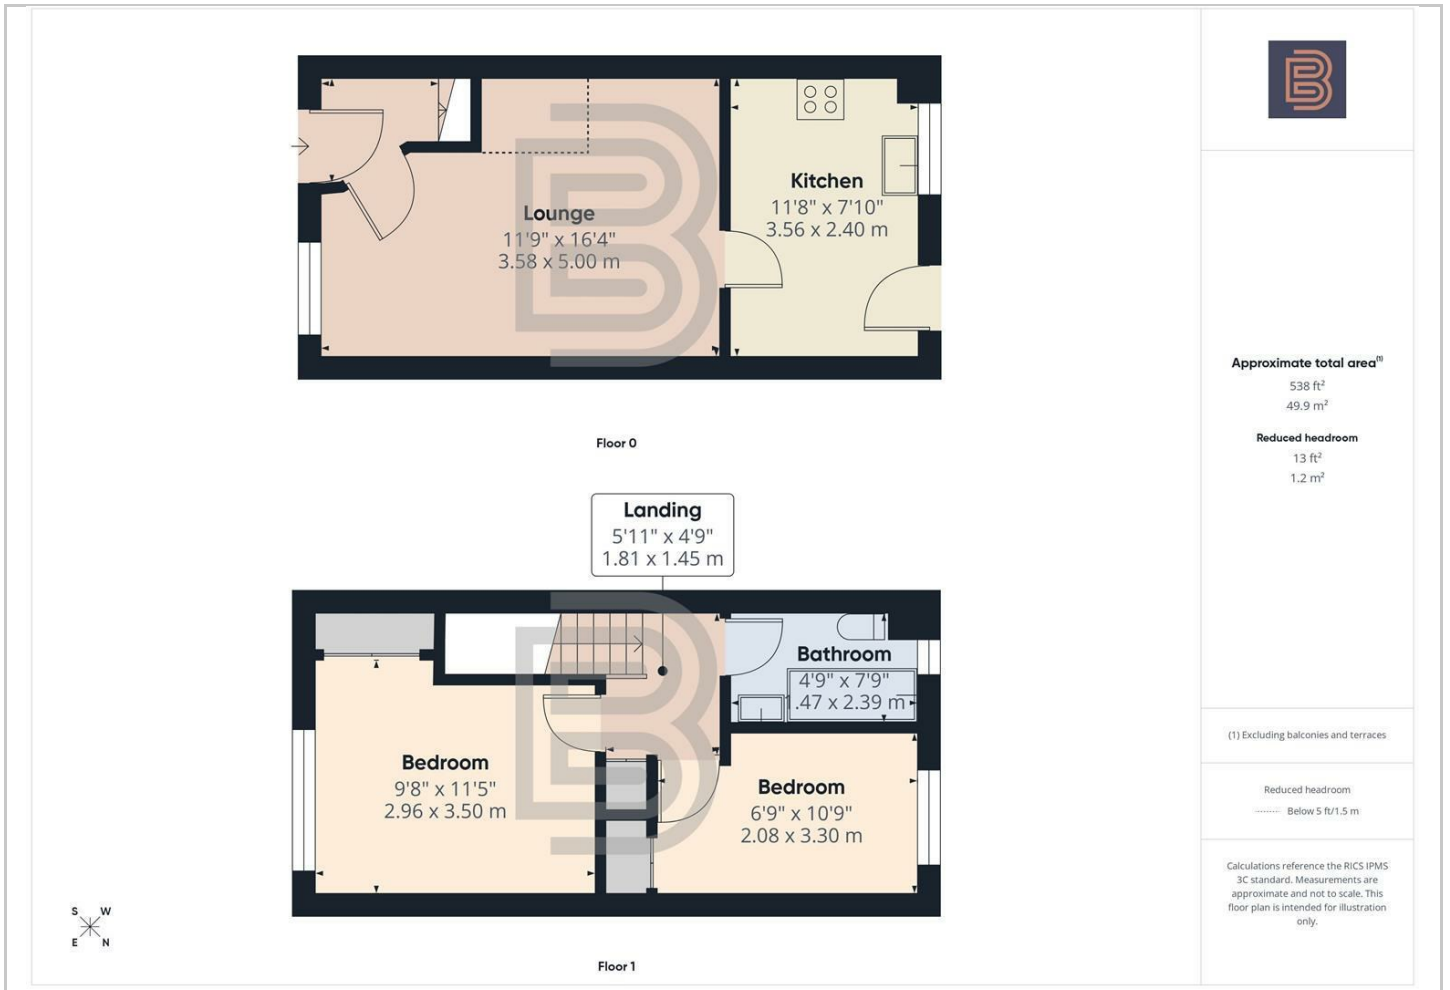 Lounge
11'9" x 16'4"
3.58 x 5.00 m
Kitchen
11'8" x 7'10"
3.56 x 2.40 m
Floor 0
Landing
5'11" x 4'9"
1.81 x 1.45 m
Bathroom
4'9" x 7'9"
1.47 x 2.39 m
Bedroom
9'8" x 11'5"
2.96 x 3.50 m
Bedroom
6'9" x 10'9"
2.08 x 3.30 m
Floor 1
S W
E N
B
Approximate total area(1)
538 ft²
49.9 m²
Reduced headroom
13 ft²
1.2 m²
(1) Excluding balconies and terraces
Reduced headroom
Below 5 ft/1.5 m
Calculations reference the RICS IPMS
3C standard. Measurements are
approximate and not to scale. This
floor plan is intended for illustration
only.